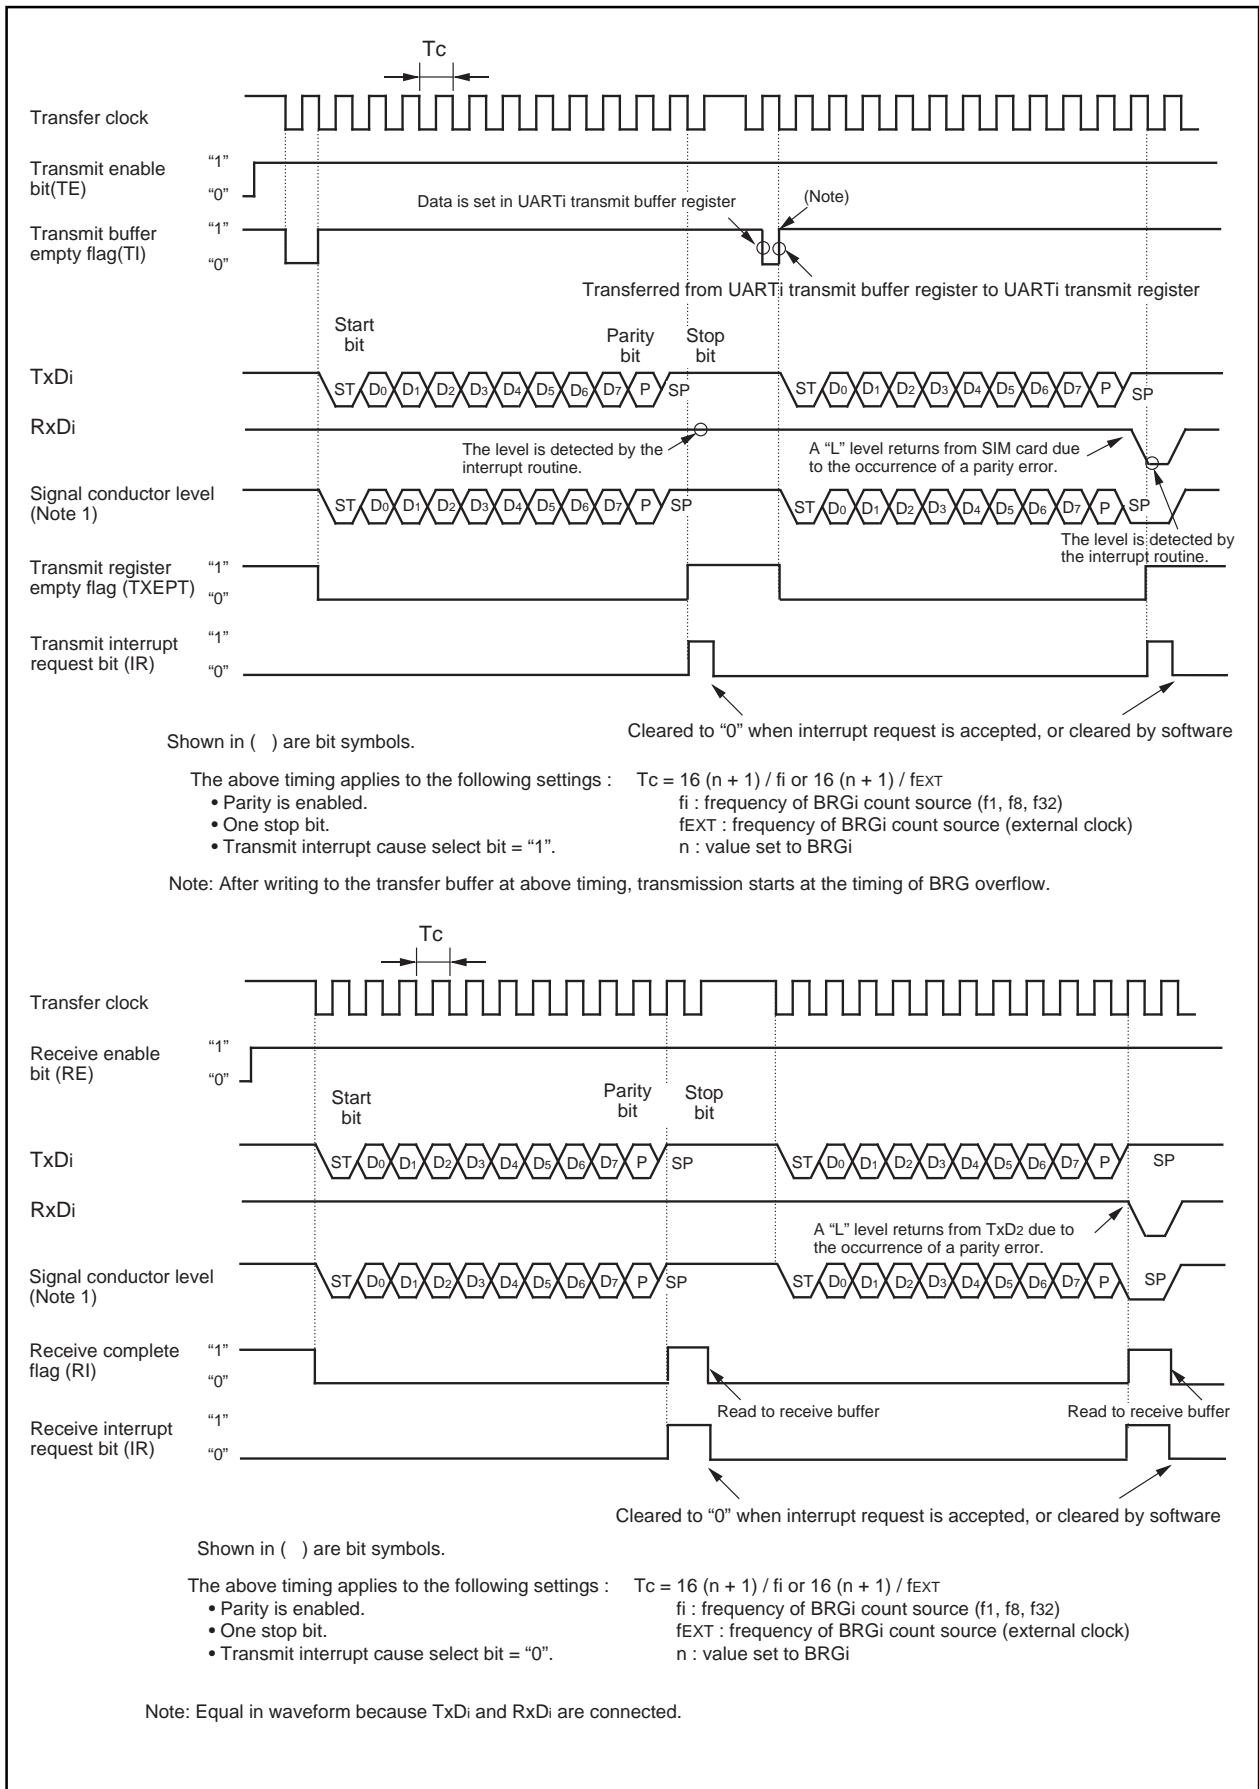 Tc
Transfer clock
Transmit enable
bit(TE)
“1”
“0”
Data is set in UARTi transmit buffer register
(Note)
Transmit buffer
empty flag(TI)
“1”
“0”
Transferred from UARTi transmit buffer register to UARTi transmit register
Start
bit
Parity
bit
Stop
bit
TxDi
ST D0 D1 D2 D3 D4 D5 D6 D7 P SP
ST D0 D1 D2 D3 D4 D5 D6 D7 P SP
RxDi
The level is detected by the
interrupt routine.
A “L” level returns from SIM card due
to the occurrence of a parity error.
Signal conductor level
(Note 1)
ST D0 D1 D2 D3 D4 D5 D6 D7 P SP
ST D0 D1 D2 D3 D4 D5 D6 D7 P SP
The level is detected by
the interrupt routine.
Transmit register
empty flag (TXEPT)
“1”
“0”
Transmit interrupt
request bit (IR)
“1”
“0”
Cleared to “0” when interrupt request is accepted, or cleared by software
Shown in ( ) are bit symbols.
The above timing applies to the following settings :
• Parity is enabled.
• One stop bit.
• Transmit interrupt cause select bit = “1”.
Tc = 16 (n + 1) / fi or 16 (n + 1) / fEXT
fi : frequency of BRGi count source (f1, f8, f32)
fEXT : frequency of BRGi count source (external clock)
n : value set to BRGi
Note: After writing to the transfer buffer at above timing, transmission starts at the timing of BRG overflow.
Tc
Transfer clock
Receive enable
bit (RE)
“1”
“0”
Start
bit
Parity
bit
Stop
bit
TxDi
ST D0 D1 D2 D3 D4 D5 D6 D7 P SP
ST D0 D1 D2 D3 D4 D5 D6 D7 P SP
RxDi
A “L” level returns from TxD2 due to
the occurrence of a parity error.
Signal conductor level
(Note 1)
ST D0 D1 D2 D3 D4 D5 D6 D7 P SP
ST D0 D1 D2 D3 D4 D5 D6 D7 P SP
Receive complete
flag (RI)
“1”
“0”
Read to receive buffer
Read to receive buffer
Receive interrupt
request bit (IR)
“1”
“0”
Cleared to “0” when interrupt request is accepted, or cleared by software
Shown in ( ) are bit symbols.
The above timing applies to the following settings :
• Parity is enabled.
• One stop bit.
• Transmit interrupt cause select bit = “0”.
Tc = 16 (n + 1) / fi or 16 (n + 1) / fEXT
fi : frequency of BRGi count source (f1, f8, f32)
fEXT : frequency of BRGi count source (external clock)
n : value set to BRGi
Note: Equal in waveform because TxDi and RxDi are connected.